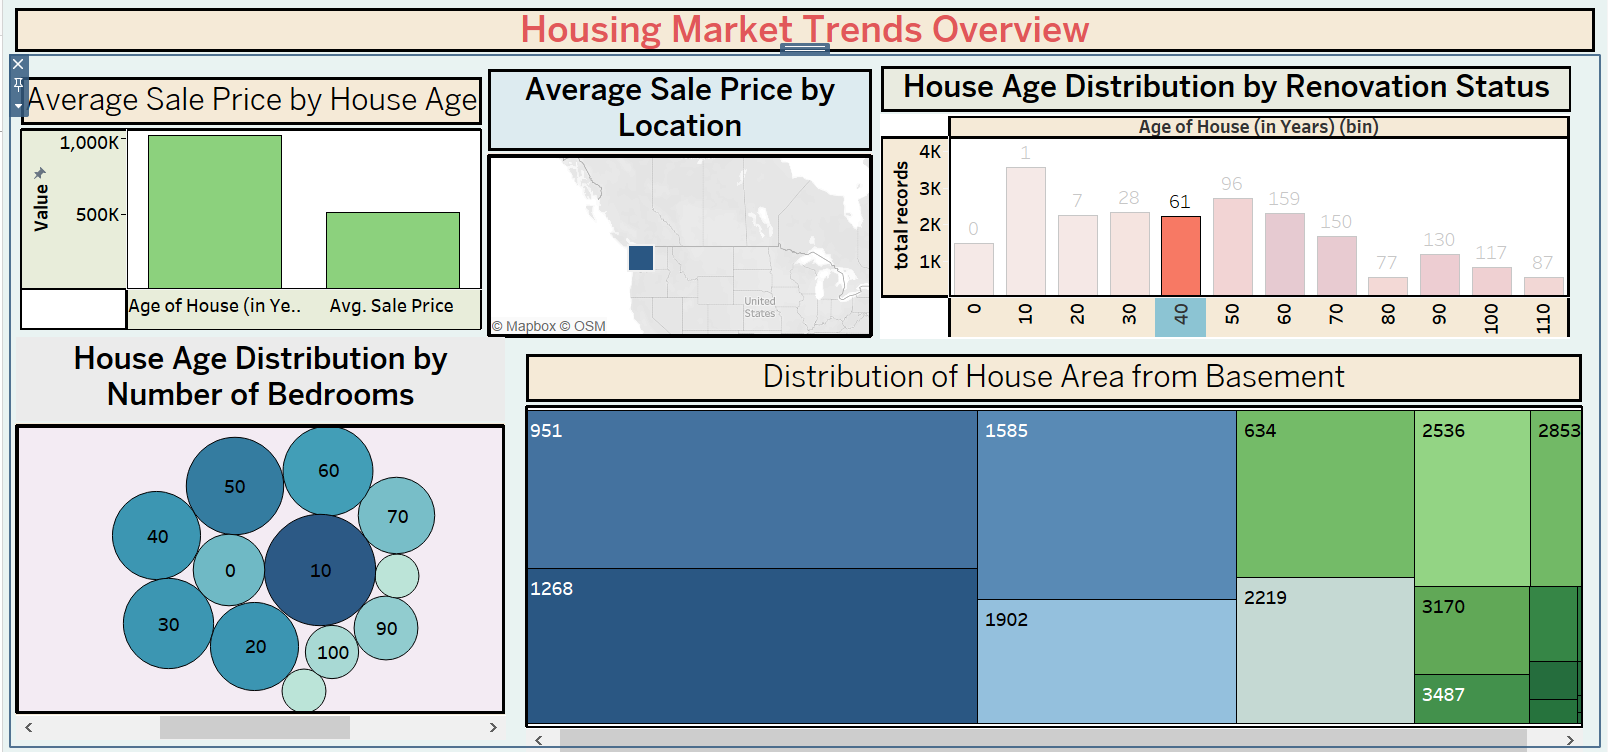 Housing Market Trends Overview
Average Sale Price by House Age
1,000K
500K
Value
Age of House (in Ye..
Avg. Sale Price
Average Sale Price by
Location
United
States
© Mapbox © OSM
House Age Distribution by Renovation Status
Age of House (in Years) (bin)
total records
4K
3K
2K
1K
0
1
7
28
61
96
159
150
77
130
117
87
0
10
20
30
40
50
60
70
80
90
100
110
House Age Distribution by
Number of Bedrooms
60
50
70
40
0
10
30
20
90
100
Distribution of House Area from Basement
951
1268
1585
1902
634
2219
2536
2853
3170
3487